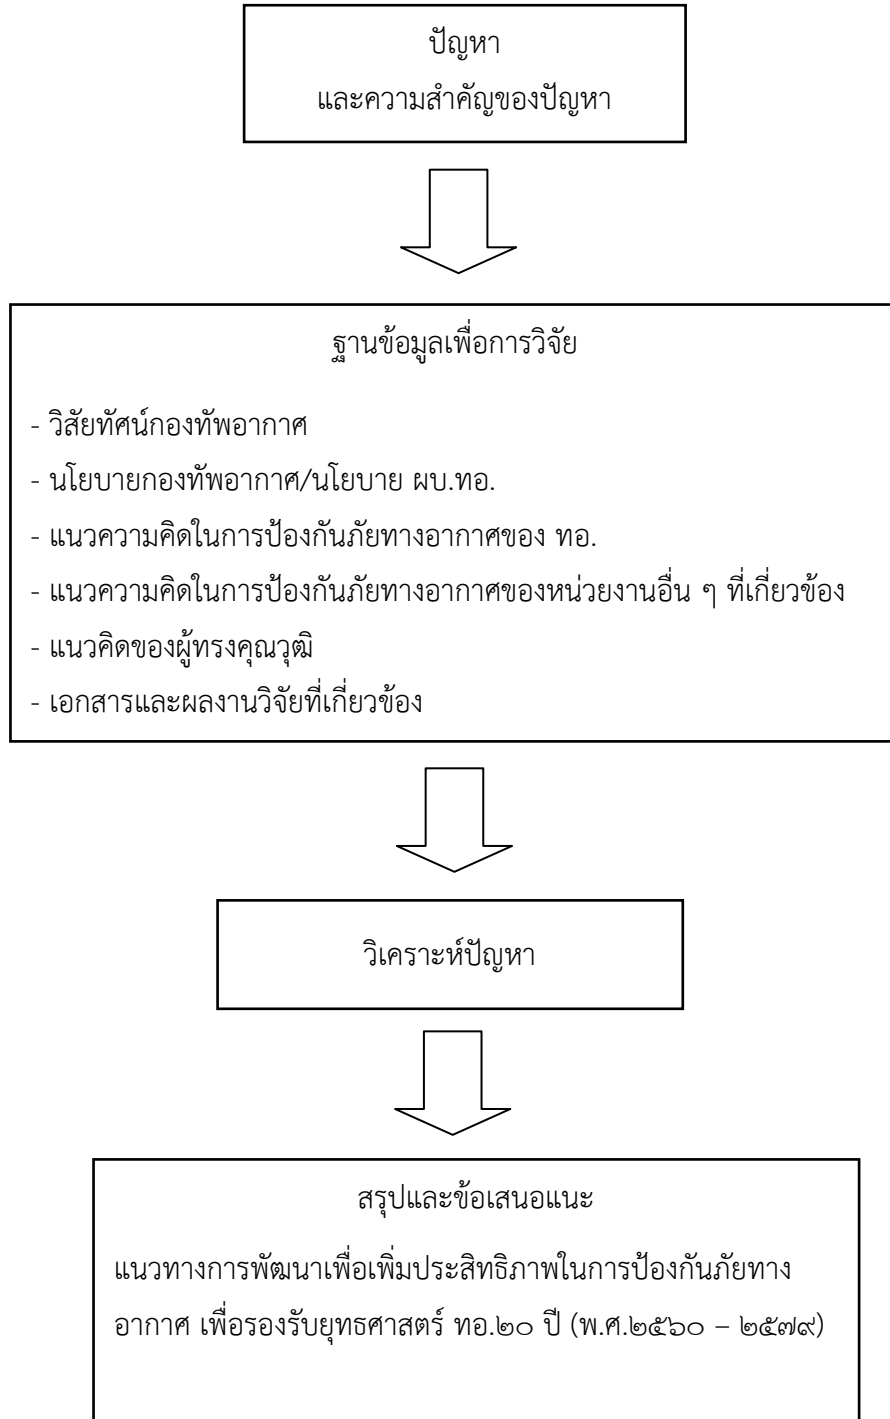 ปัญหา
และความสำคัญของปัญหา
ฐานข้อมูลเพื่อการวิจัย
- วิสัยทัศน์กองทัพอากาศ
- นโยบายกองทัพอากาศ/นโยบาย ผบ.ทอ.
- แนวความคิดในการป้องกันภัยทางอากาศของ ทอ.
- แนวความคิดในการป้องกันภัยทางอากาศของหน่วยงานอื่น ๆ ที่เกี่ยวข้อง
- แนวคิดของผู้ทรงคุณวุฒิ
- เอกสารและผลงานวิจัยที่เกี่ยวข้อง
วิเคราะห์ปัญหา
สรุปและข้อเสนอแนะ
แนวทางการพัฒนาเพื่อเพิ่มประสิทธิภาพในการป้องกันภัยทาง
อากาศ เพื่อรองรับยุทธศาสตร์ ทอ.๒๐ ปี (พ.ศ.๒๕๖๐ – ๒๕๗๙)